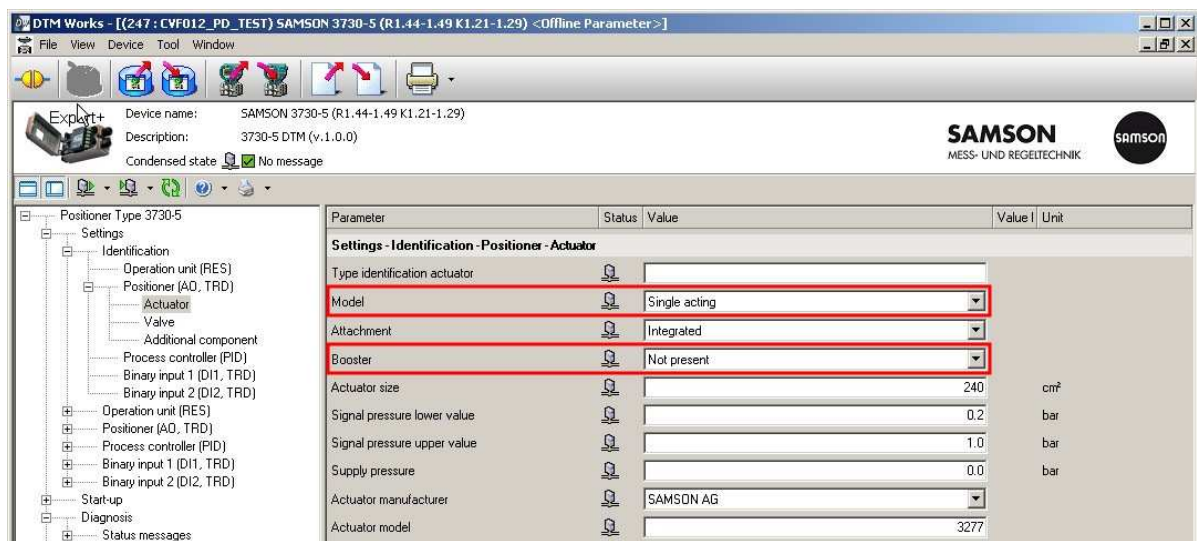 DTM Works - [(247 : CVF012_PD_TEST) SAMSON 3730-5 (R1.44-1.49 K1.21-1.29) <Offline Parameter>]
File View Device Tool Window
Expert+
Device name: SAMSON 3730-5 (R1.44-1.49 K1.21-1.29)
Description: 3730-5 DTM (v.1.0.0)
Condensed state No message
SAMSON
MESS- UND REGELTECHNIK
samson
Positioner Type 3730-5
Settings
Identification
Operation unit (RES)
Positioner (AO, TRD)
Actuator
Valve
Additional component
Process controller (PID)
Binary input 1 (DI1, TRD)
Binary input 2 (DI2, TRD)
Operation unit (RES)
Positioner (AO, TRD)
Process controller (PID)
Binary input 1 (DI1, TRD)
Binary input 2 (DI2, TRD)
Start-up
Diagnosis
Status messages
Parameter Status Value Value I Unit
Settings - Identification - Positioner - Actuator
Type identification actuator
Model Single acting
Attachment Integrated
Booster Not present
Actuator size 240 cm²
Signal pressure lower value 0.2 bar
Signal pressure upper value 1.0 bar
Supply pressure 0.0 bar
Actuator manufacturer SAMSON AG
Actuator model 3277